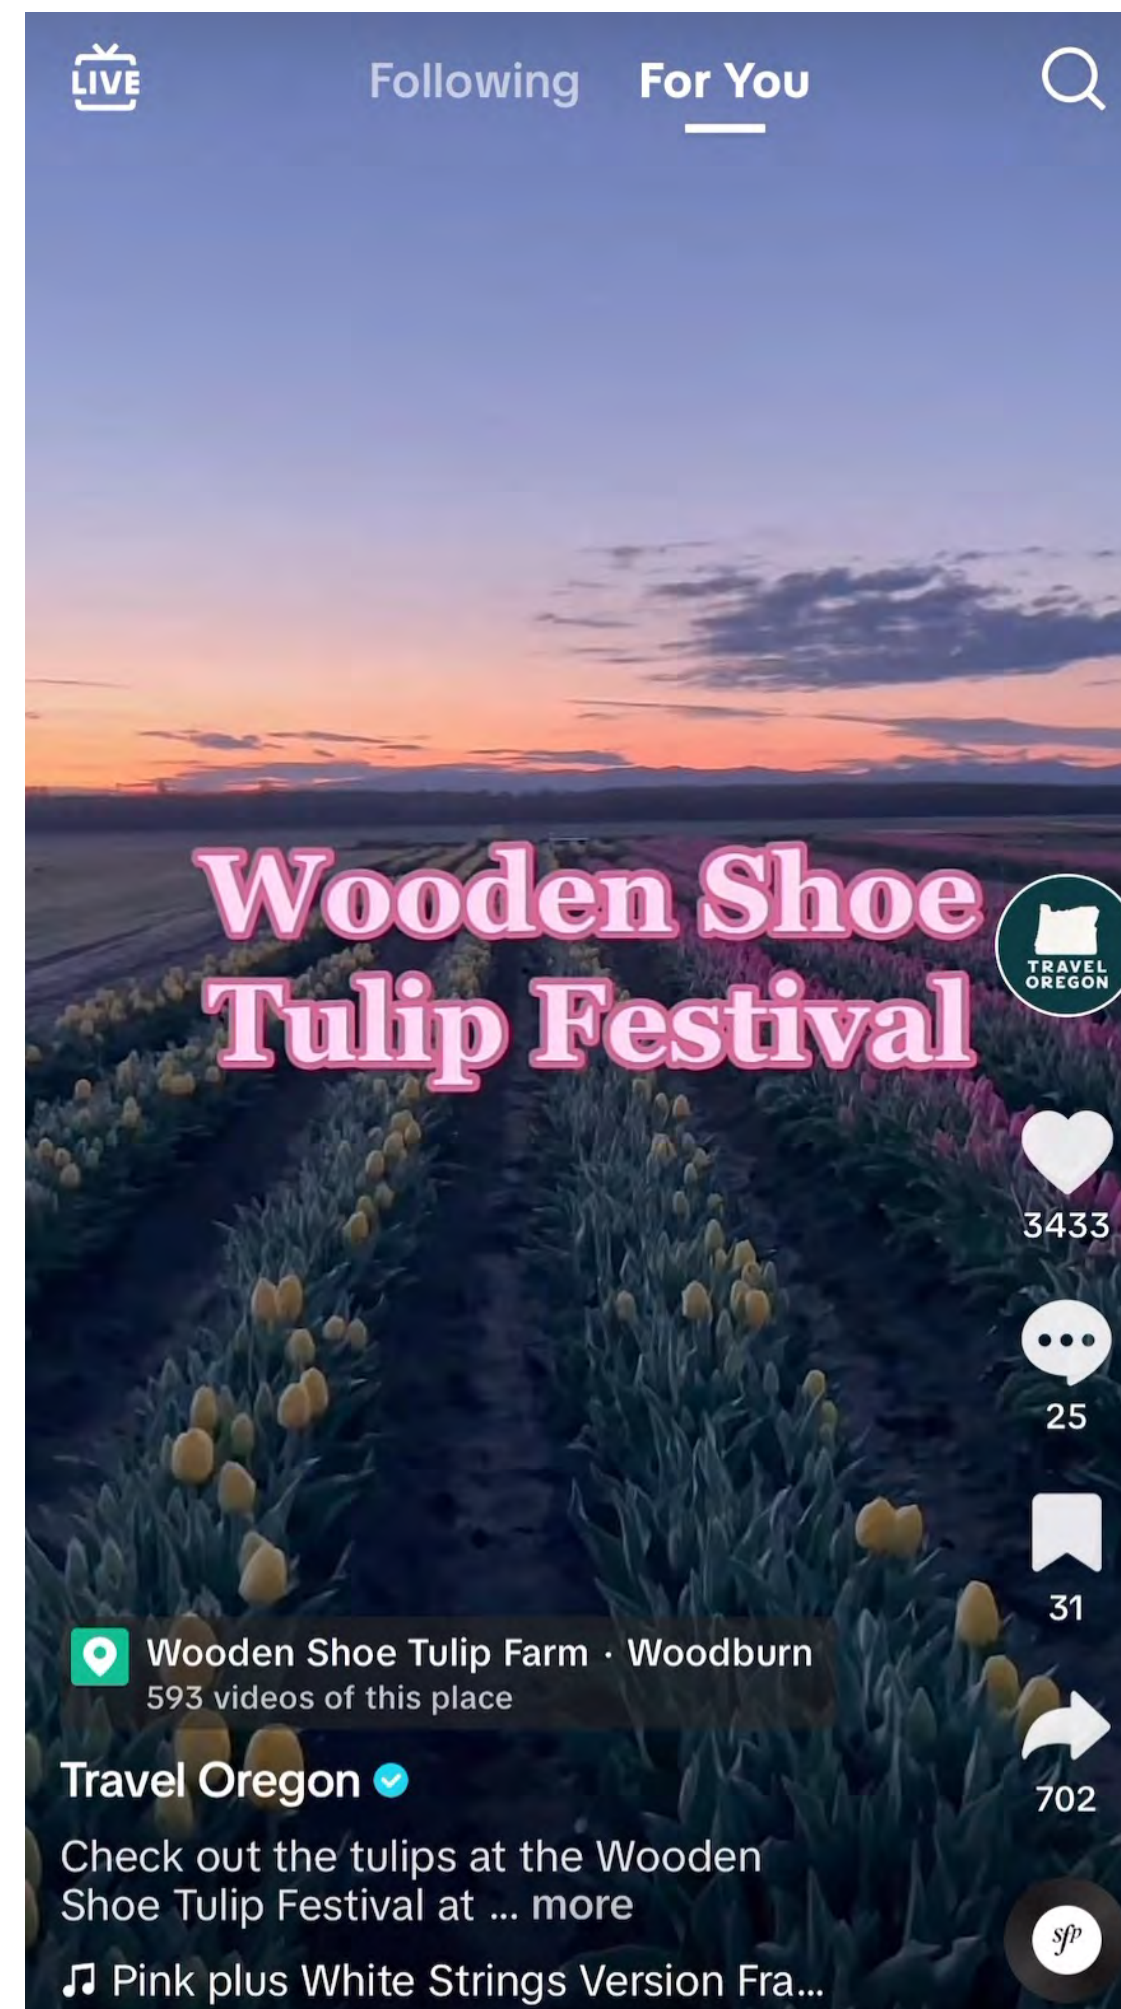 LIVE
Following
For You
Wooden Shoe
Tulip Festival
TRAVEL
OREGON
3433
25
31
702
Wooden Shoe Tulip Farm · Woodburn
593 videos of this place
Travel Oregon
Check out the tulips at the Wooden
Shoe Tulip Festival at ... more
Pink plus White Strings Version Fra...
sfp